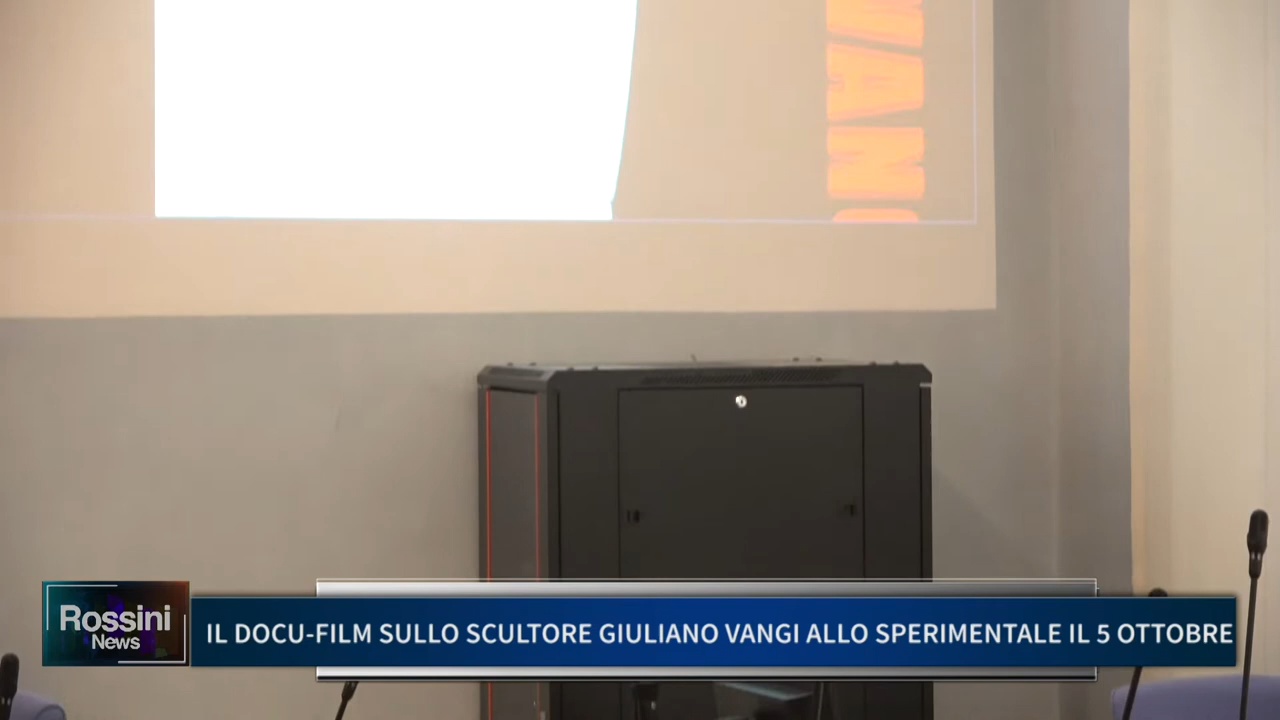 Rossini
News
IL DOCU-FILM SULLO SCULTORE GIULIANO VANGI ALLO SPERIMENTALE IL 5 OTTOBRE